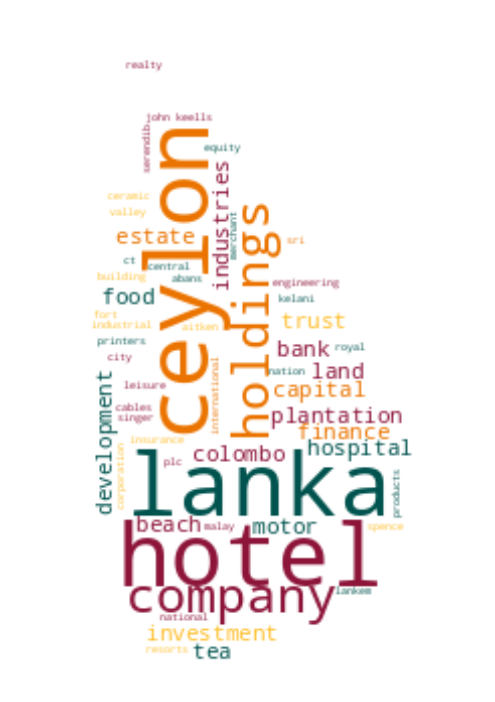 realty
john keells
serendib
ceylon
equity
industries
merchant
ceramic
valley
holdings
estate
sri
ct
central
building
abans
engineering
food
kelani
fort
industrial
aitken
trust
printers
bank
royal
city
international
nation
land
development
leisure
capital
cables
singer
plantation
finance
insurance
corporation
hospital
colombo
plc
lanka
products
beach
malay
motor
spence
hotel
company
lankem
national
investment
resorts
tea